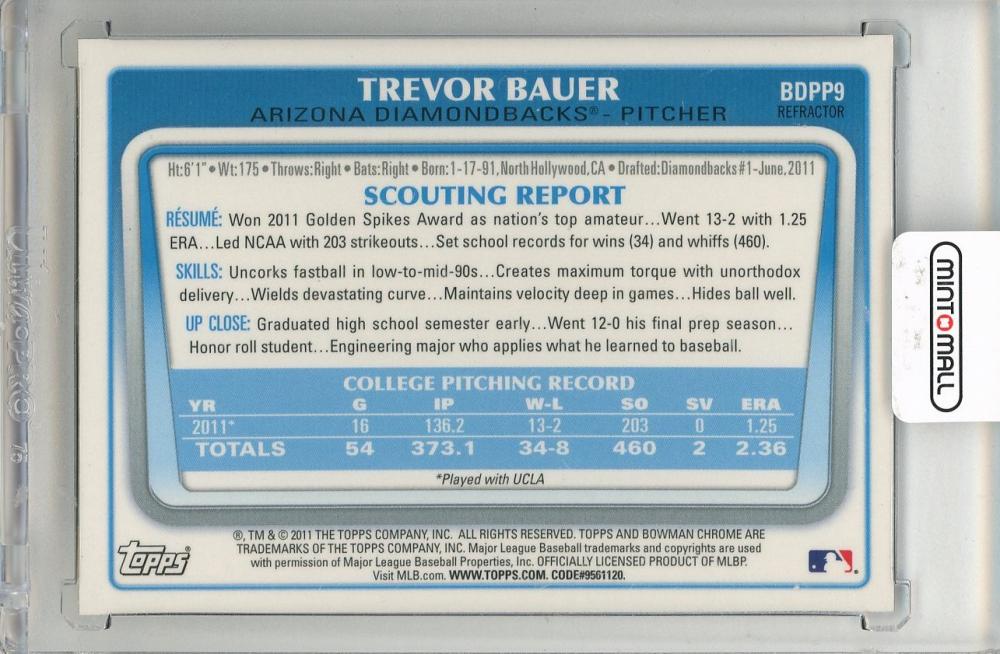 TREVOR BAUER
BDPP9
ARIZONA DIAMONDBACKS® - PITCHER
REFRACTOR
Ht:6'1" • Wt:175 • Throws:Right • Bats:Right • Born:1-17-91, North Hollywood, CA • Drafted: Diamondbacks #1-June, 2011
SCOUTING REPORT
RÉSUMÉ: Won 2011 Golden Spikes Award as nation's top amateur...Went 13-2 with 1.25
ERA...Led NCAA with 203 strikeouts...Set school records for wins (34) and whiffs (460).
SKILLS: Uncorks fastball in low-to-mid-90s...Creates maximum torque with unorthodox
delivery...Wields devastating curve...Maintains velocity deep in games...Hides ball well.
UP CLOSE: Graduated high school semester early...Went 12-0 his final prep season...
Honor roll student...Engineering major who applies what he learned to baseball.
COLLEGE PITCHING RECORD
YR G IP W-L SO SV ERA
2011* 16 136.2 13-2 203 0 1.25
TOTALS 54 373.1 34-8 460 2 2.36
*Played with UCLA
®, TM & © 2011 THE TOPPS COMPANY, INC. ALL RIGHTS RESERVED. TOPPS AND BOWMAN CHROME ARE
TRADEMARKS OF THE TOPPS COMPANY, INC. Major League Baseball trademarks and copyrights are used
with permission of Major League Baseball Properties, Inc. OFFICIALLY LICENSED PRODUCT OF MLBP.
Visit MLB.com. WWW.TOPPS.COM. CODE#9561120.
topps®
MINT MALL